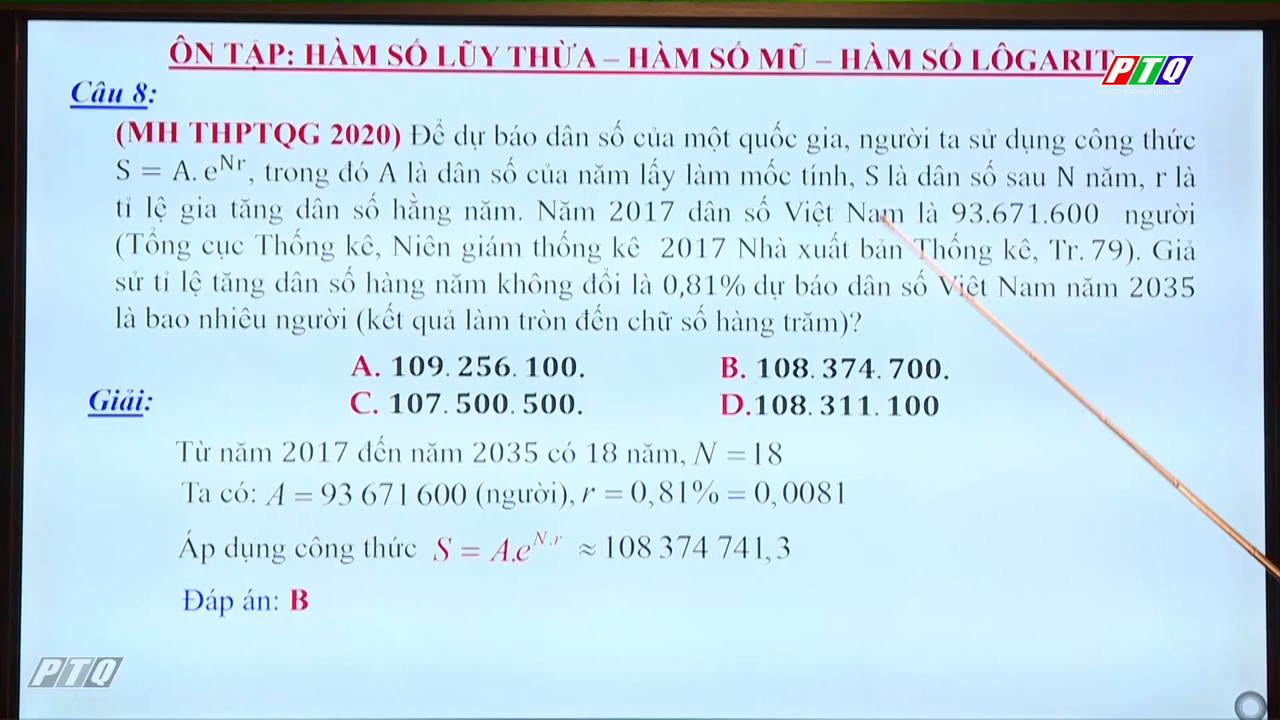 ÔN TẬP: HÀM SỐ LŨY THỪA – HÀM SỐ MŨ – HÀM SỐ LÔGARIT
PTQ
Câu 8:
(MH THPTQG 2020) Để dự báo dân số của một quốc gia, người ta sử dụng công thức
S = A. e^{Nr}, trong đó A là dân số của năm lấy làm mốc tính, S là dân số sau N năm, r là
tỉ lệ gia tăng dân số hằng năm. Năm 2017 dân số Việt Nam là 93.671.600 người
(Tổng cục Thống kê, Niên giám thống kê 2017 Nhà xuất bản Thống kê, Tr. 79). Giả
sử tỉ lệ tăng dân số hàng năm không đổi là 0,81% dự báo dân số Việt Nam năm 2035
là bao nhiêu người (kết quả làm tròn đến chữ số hàng trăm)?
A. 109. 256. 100. B. 108. 374. 700.
C. 107. 500. 500. D.108. 311. 100
Giải:
Từ năm 2017 đến năm 2035 có 18 năm, N = 18
Ta có: A = 93 671 600 (người), r = 0,81% = 0,0081
Áp dụng công thức S = A.e^{N.r} ≈ 108 374 741,3
Đáp án: B
PTQ